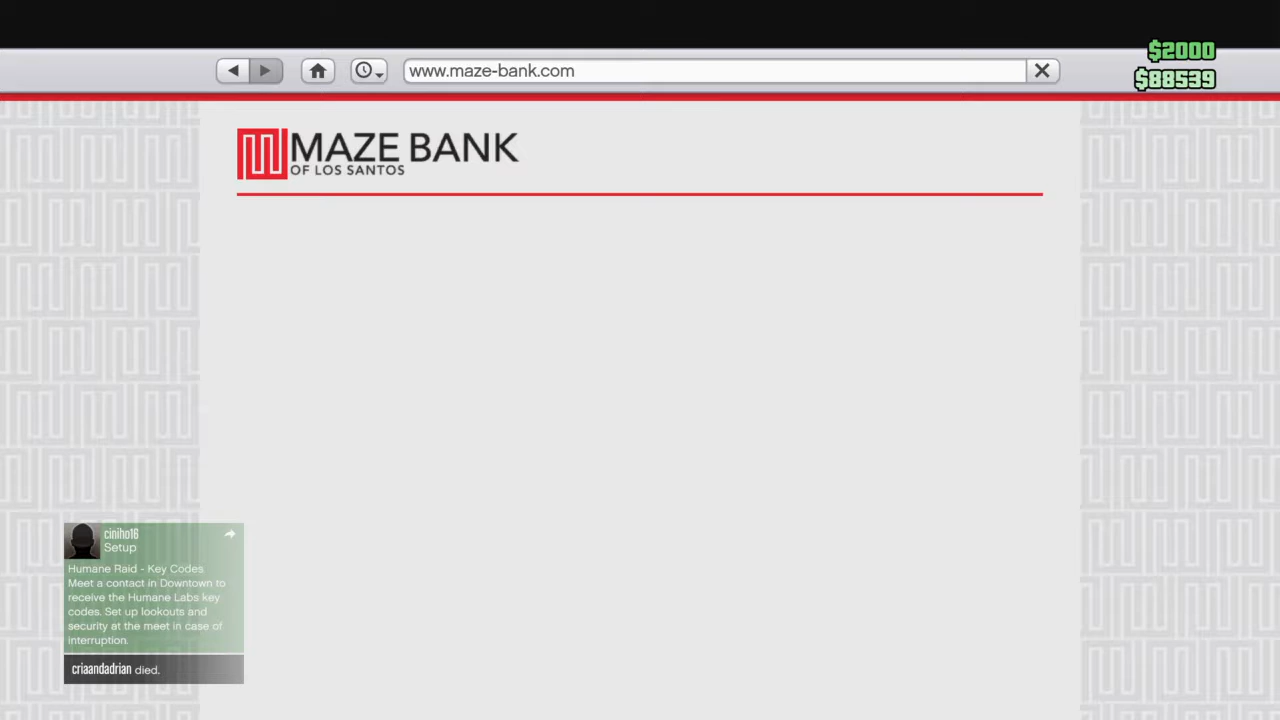 $2000
www.maze-bank.com
$88539
MAZE BANK
OF LOS SANTOS
ciniho16
Setup
Humane Raid - Key Codes
Meet a contact in Downtown to
receive the Humane Labs key
codes. Set up lookouts and
security at the meet in case of
interruption.
criaandadrian died.